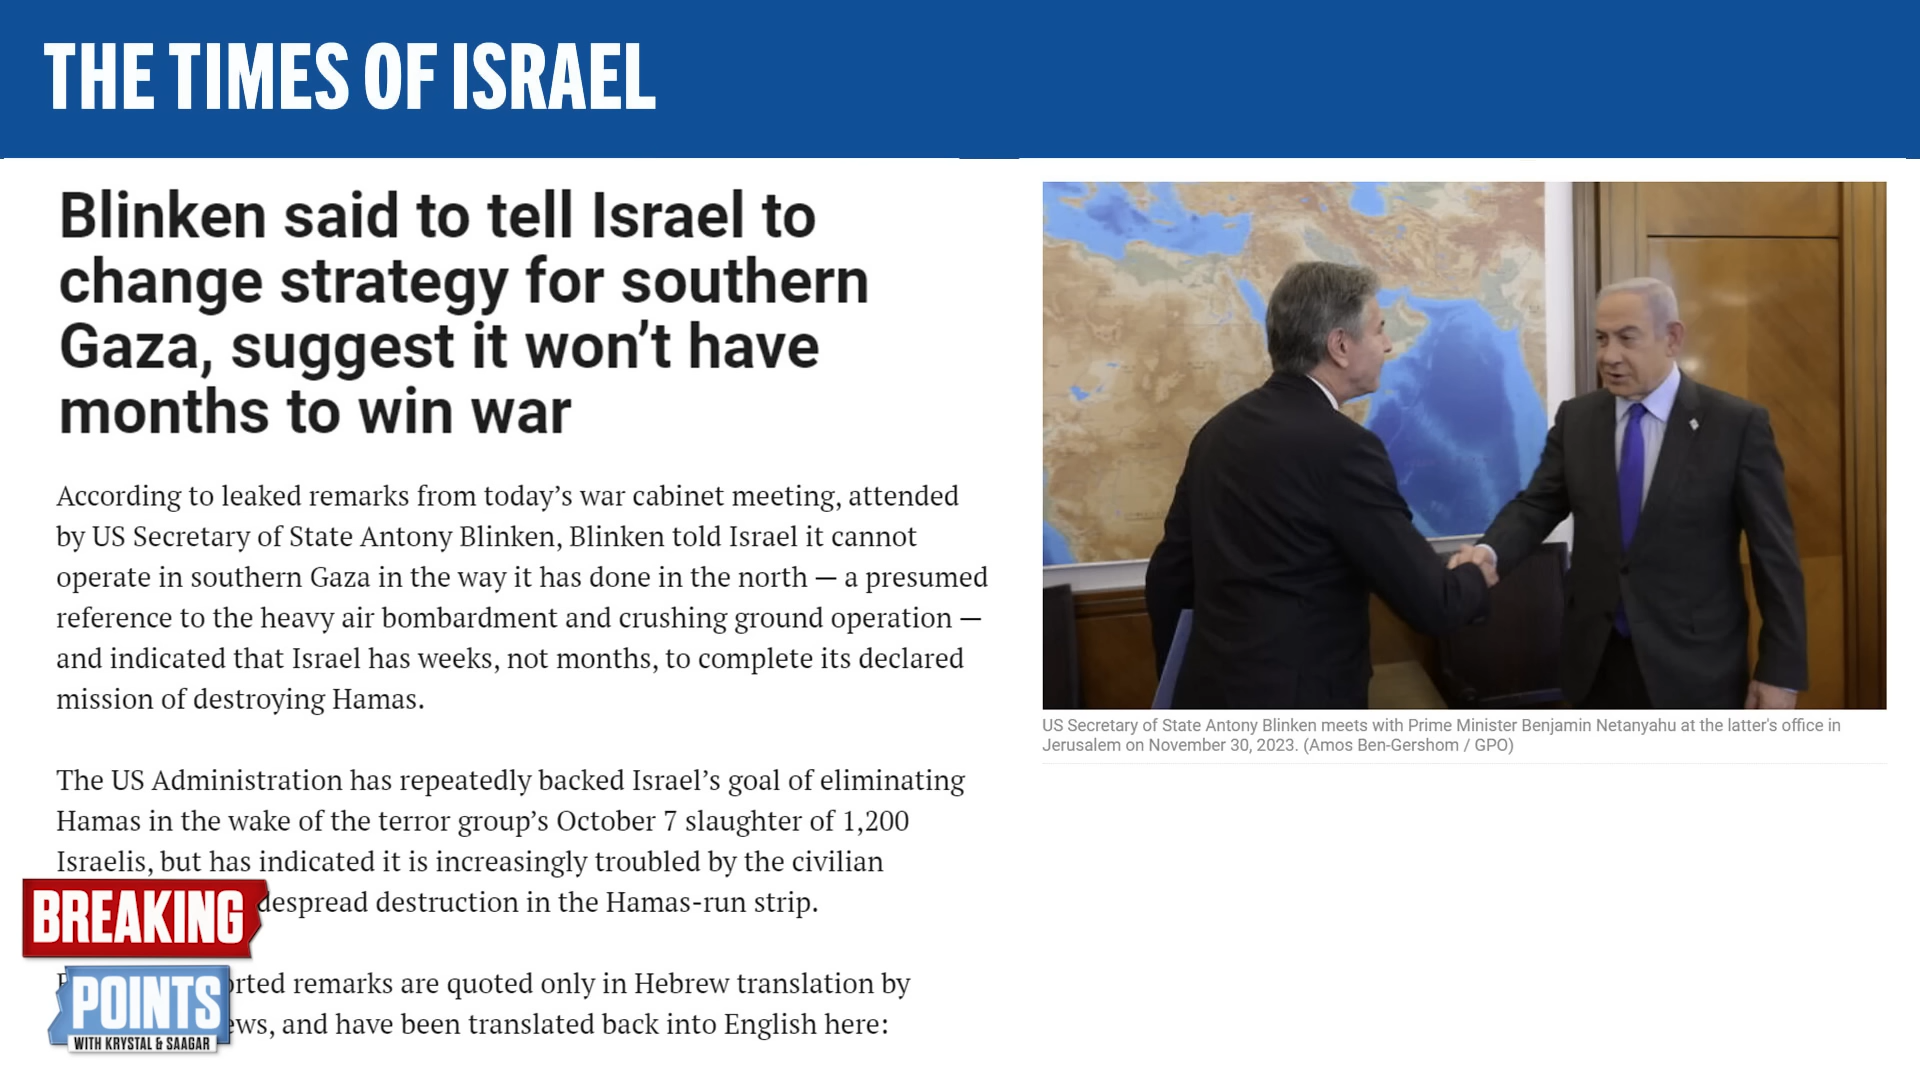 THE TIMES OF ISRAEL
Blinken said to tell Israel to
change strategy for southern
Gaza, suggest it won’t have
months to win war
According to leaked remarks from today’s war cabinet meeting, attended
by US Secretary of State Antony Blinken, Blinken told Israel it cannot
operate in southern Gaza in the way it has done in the north — a presumed
reference to the heavy air bombardment and crushing ground operation —
and indicated that Israel has weeks, not months, to complete its declared
mission of destroying Hamas.
The US Administration has repeatedly backed Israel’s goal of eliminating
Hamas in the wake of the terror group’s October 7 slaughter of 1,200
Israelis, but has indicated it is increasingly troubled by the civilian
destruction in the Hamas-run strip.
remarks are quoted only in Hebrew translation by
and have been translated back into English here:
US Secretary of State Antony Blinken meets with Prime Minister Benjamin Netanyahu at the latter's office in
Jerusalem on November 30, 2023. (Amos Ben-Gershom / GPO)
BREAKING
POINTS
WITH KRYSTAL & SAAGAR